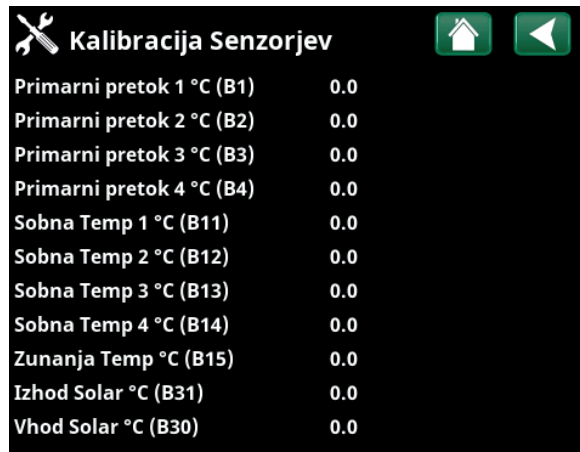 Kalibracija Senzorjev
Primarni pretok 1 °C (B1) 0.0
Primarni pretok 2 °C (B2) 0.0
Primarni pretok 3 °C (B3) 0.0
Primarni pretok 4 °C (B4) 0.0
Sobna Temp 1 °C (B11) 0.0
Sobna Temp 2 °C (B12) 0.0
Sobna Temp 3 °C (B13) 0.0
Sobna Temp 4 °C (B14) 0.0
Zunanja Temp °C (B15) 0.0
Izhod Solar °C (B31) 0.0
Vhod Solar °C (B30) 0.0